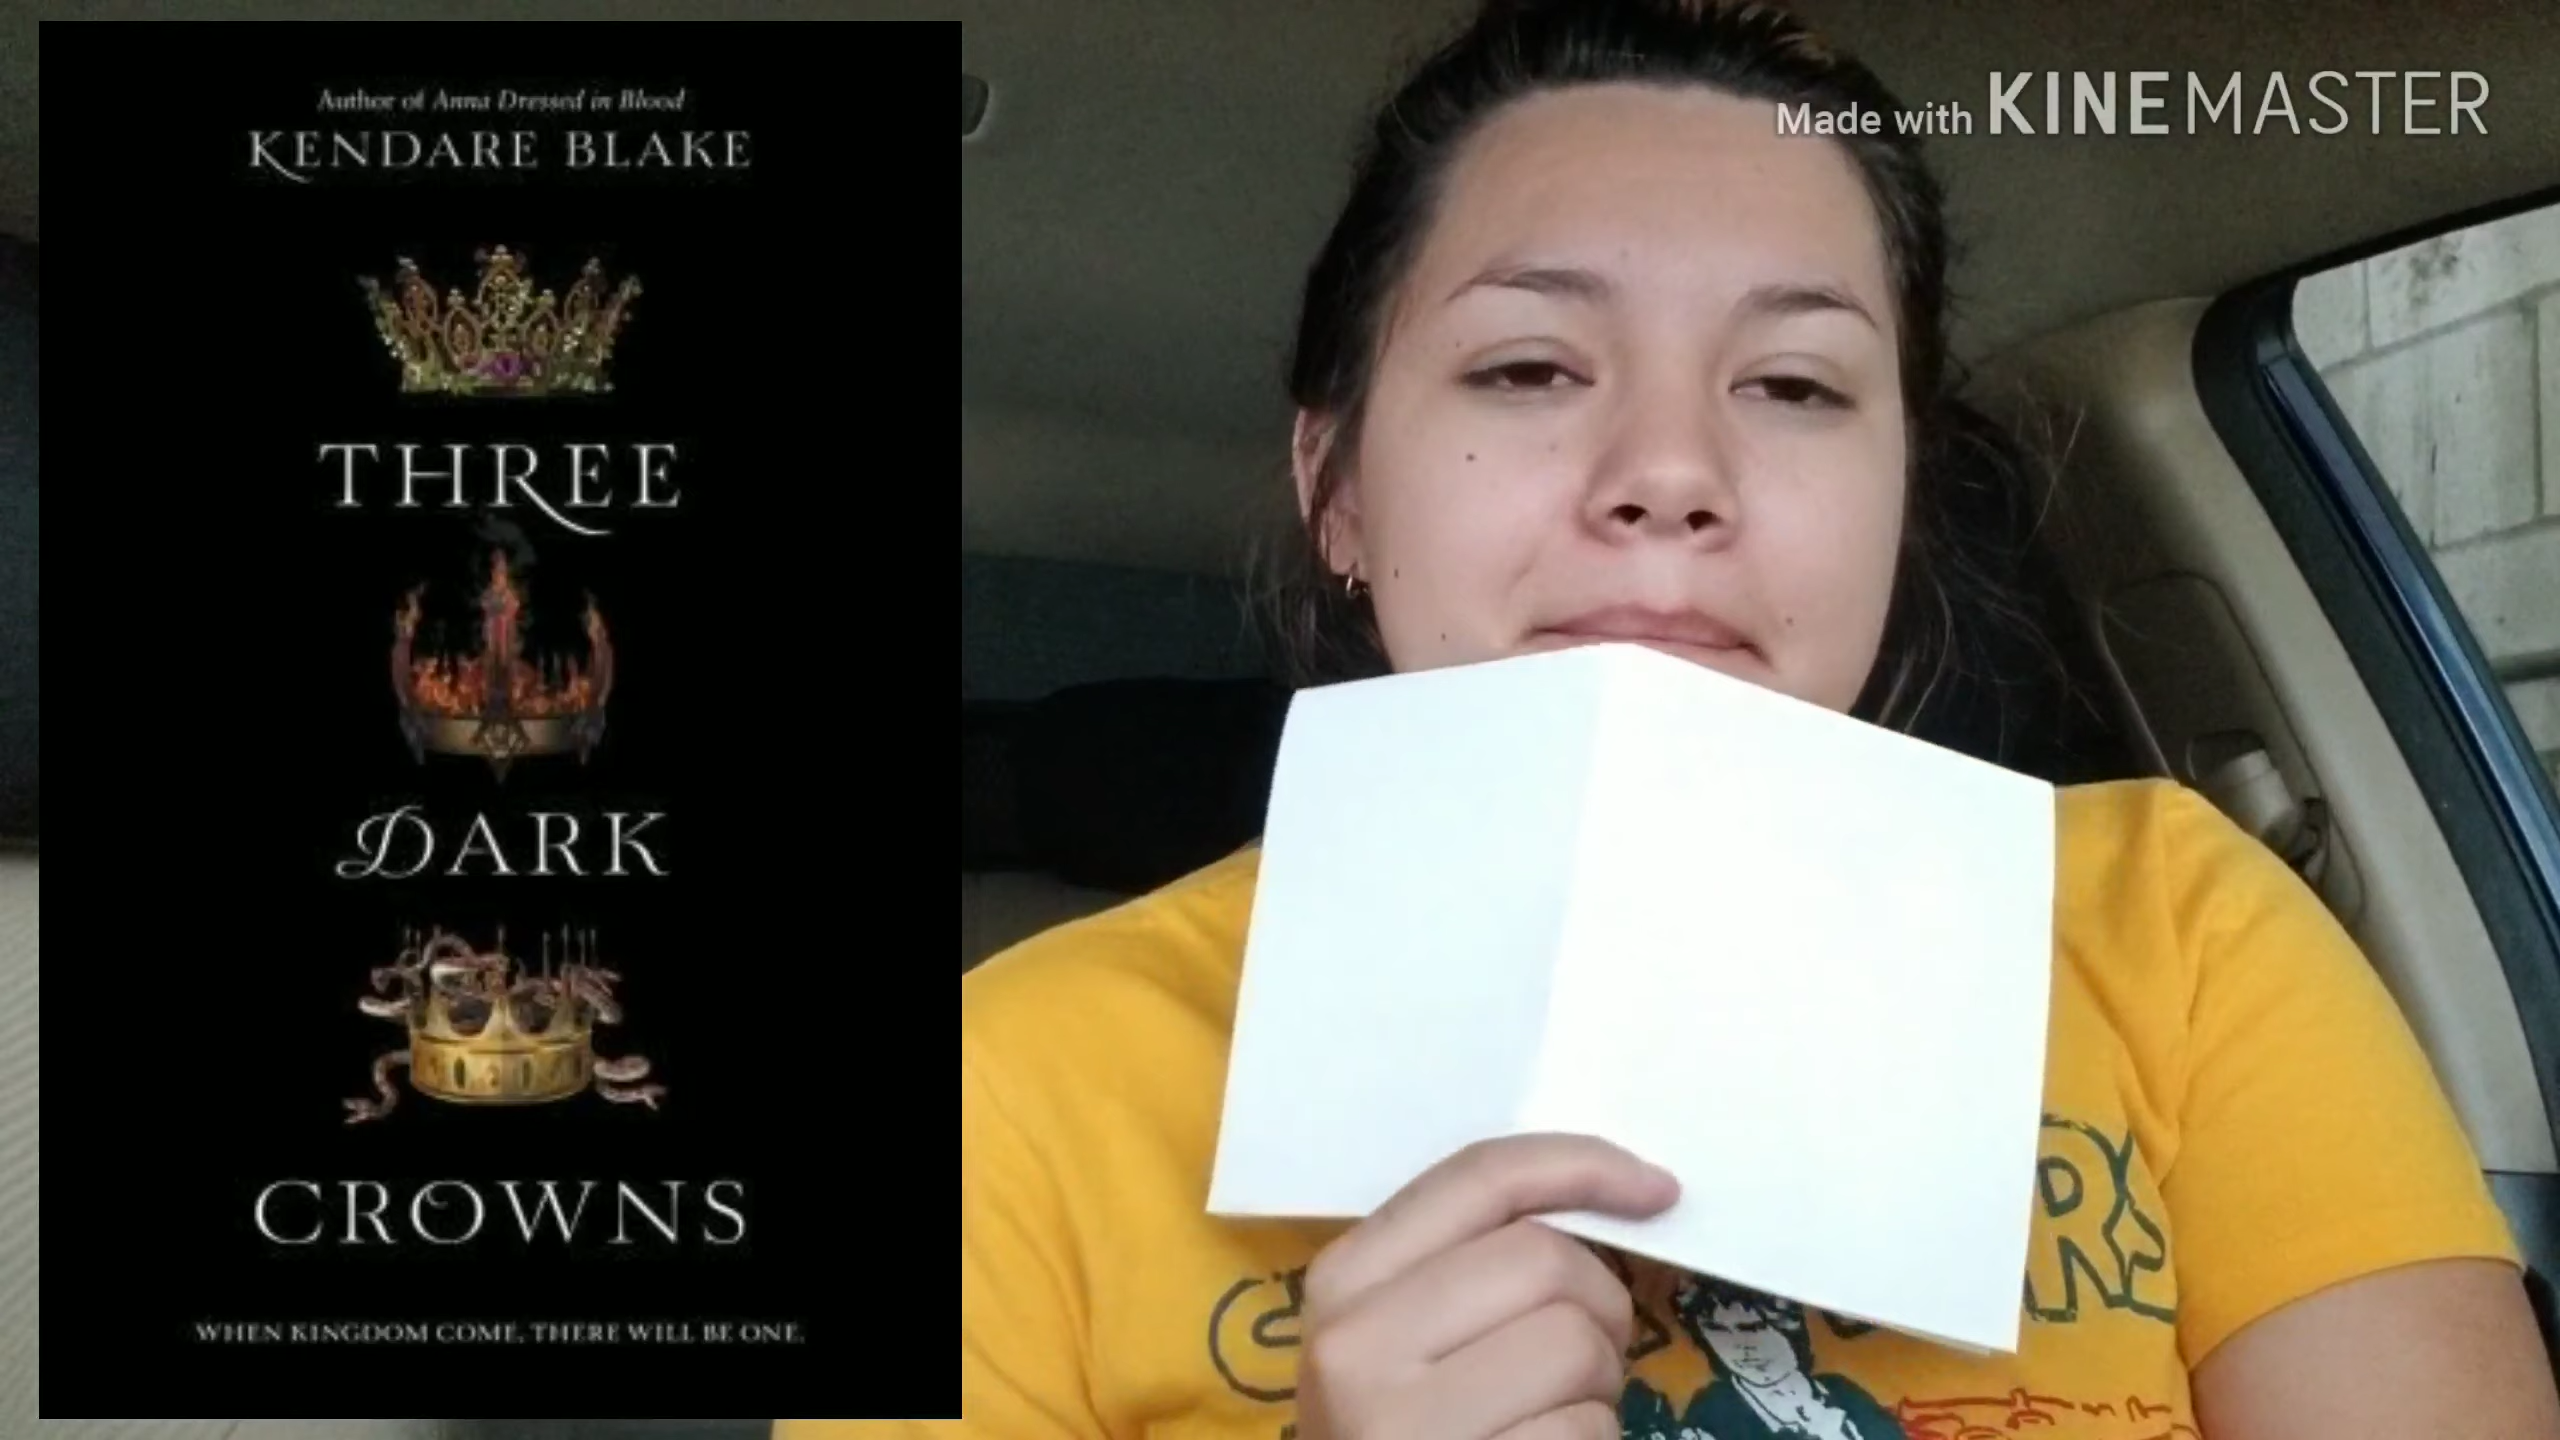 Author of Anna Dressed in Blood
KENDARE BLAKE
THREE
DARK
CROWNS
WHEN KINGDOM COME, THERE WILL BE ONE.
Made with KINEMASTER